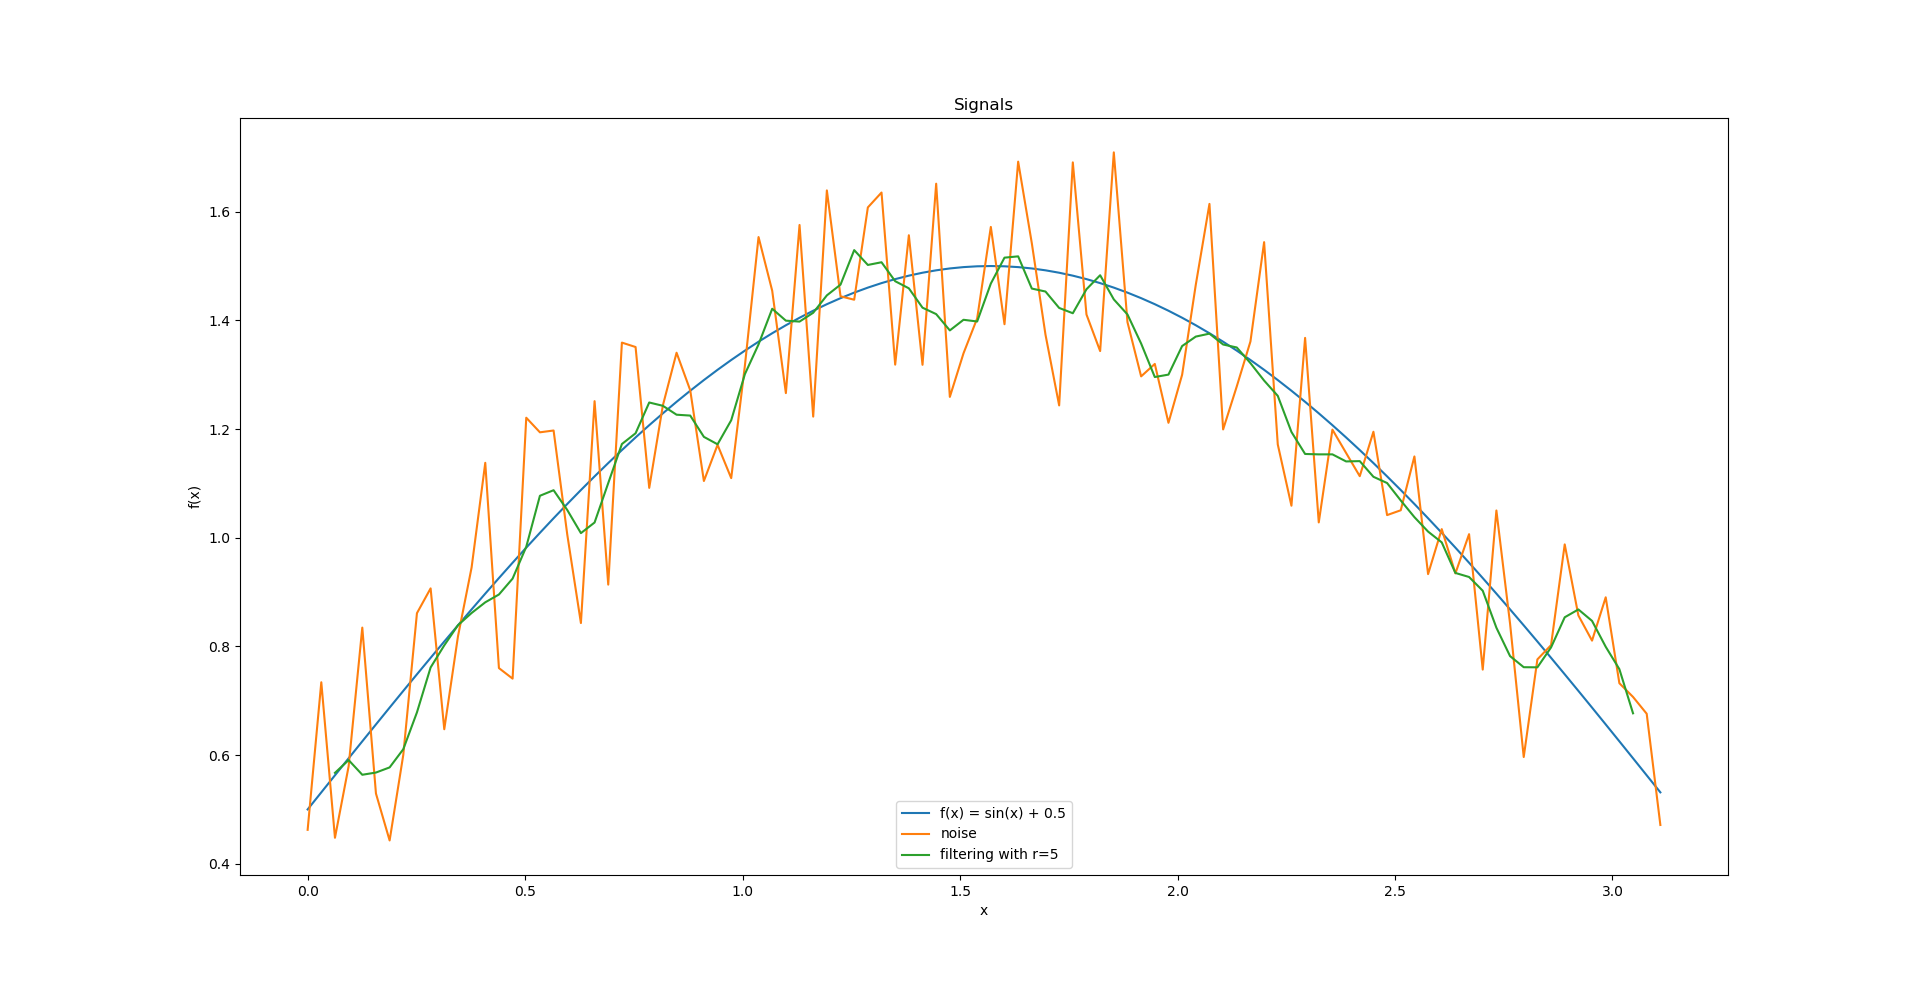 Signals
f(x)
1.6
1.4
1.2
1.0
0.8
0.6
0.4
f(x) = sin(x) + 0.5
noise
filtering with r=5
0.0 0.5 1.0 1.5 2.0 2.5 3.0
x